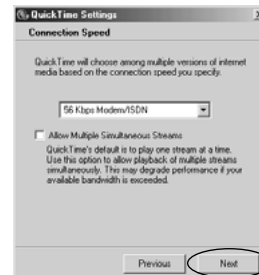 QuickTime Settings
Connection Speed
QuickTime will choose among multiple versions of internet
media based on the connection speed you specify.
56 Kbps Modem/ISDN
Allow Multiple Simultaneous Streams
QuickTime's default is to play one stream at a time.
Use this option to allow playback of multiple streams
simultaneously. This may degrade performance if your
available bandwidth is exceeded.
Previous
Next